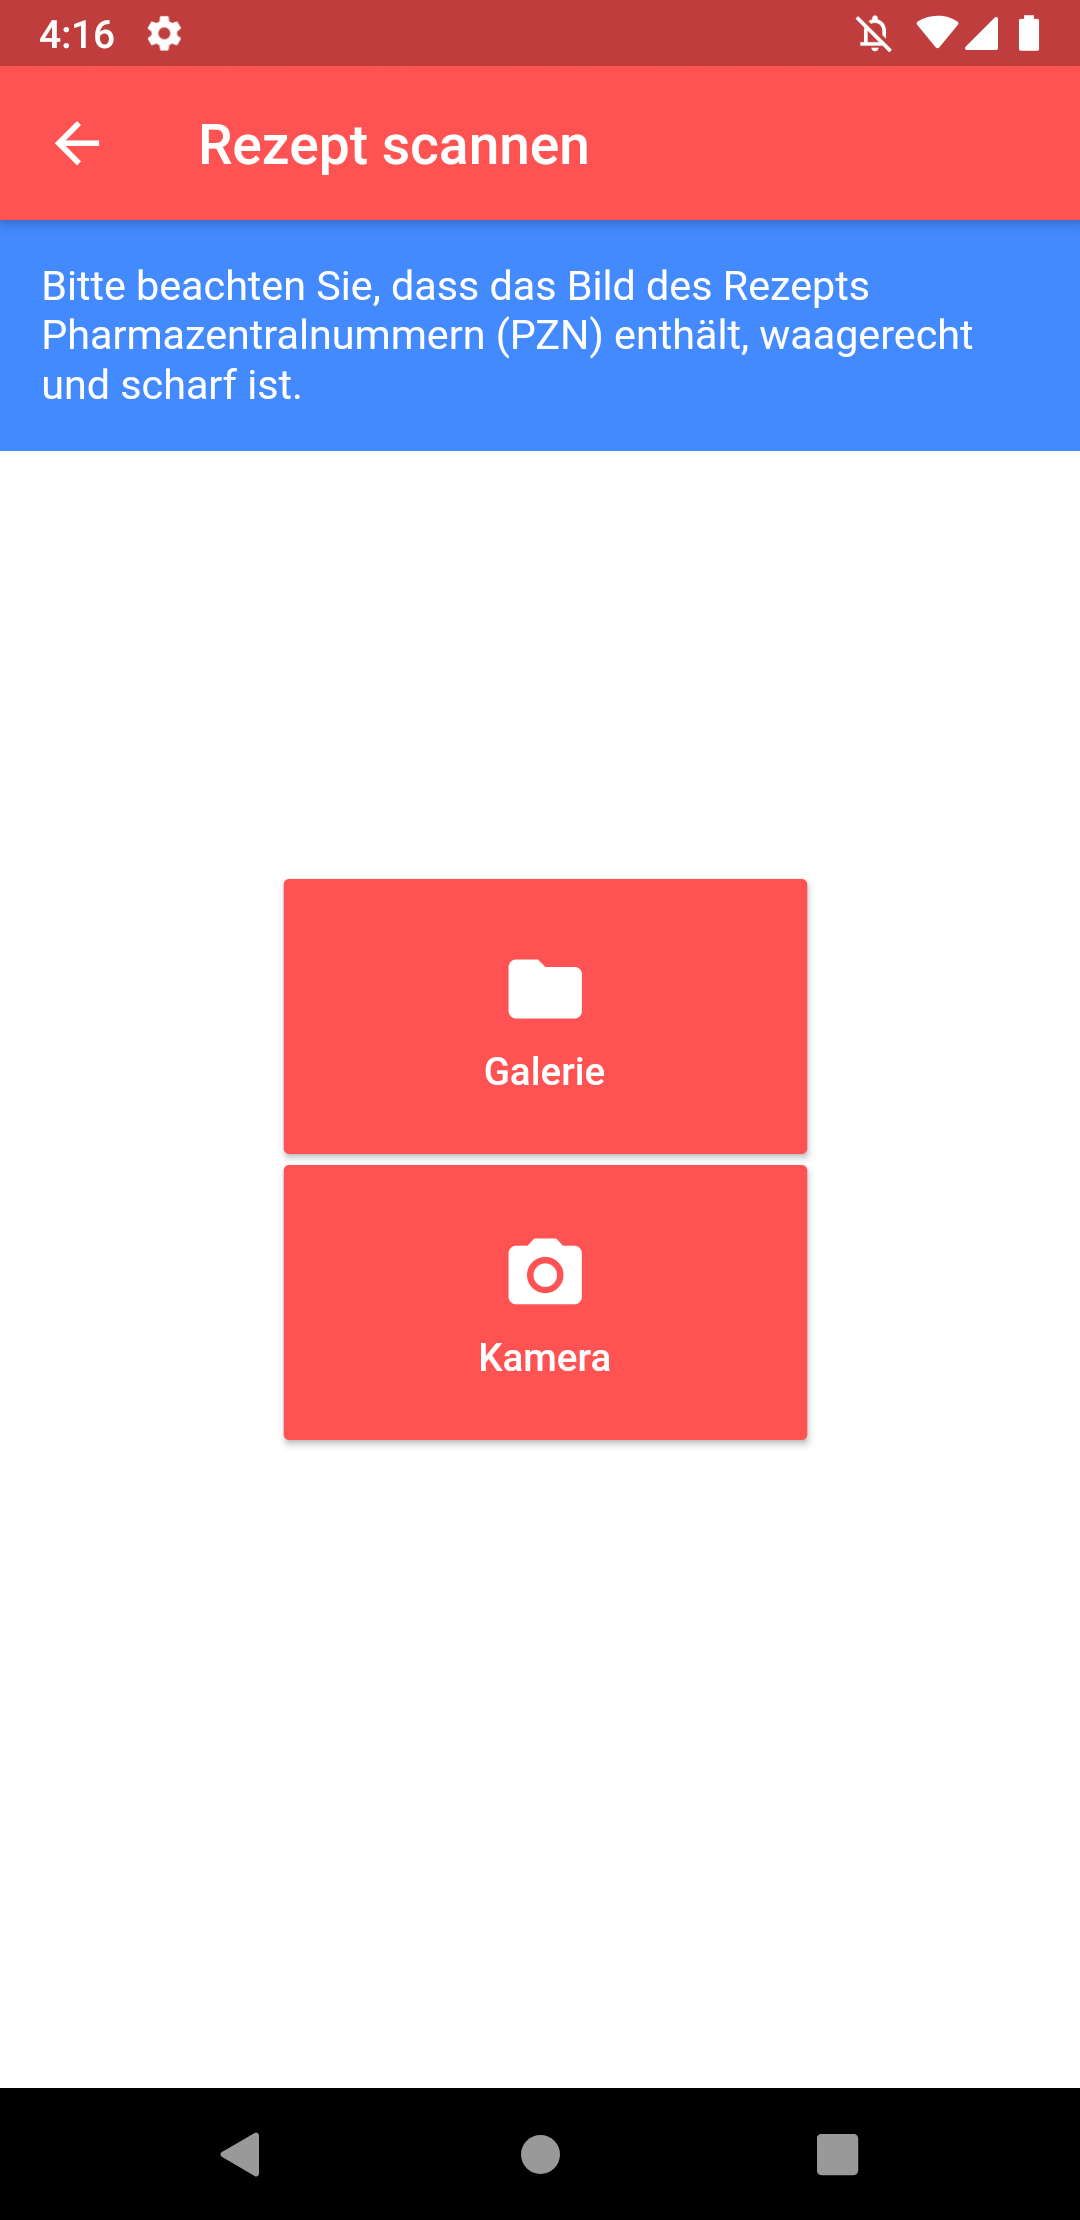 4:16
Rezept scannen
Bitte beachten Sie, dass das Bild des Rezepts
Pharmazentralnummern (PZN) enthält, waagerecht
und scharf ist.
Galerie
Kamera